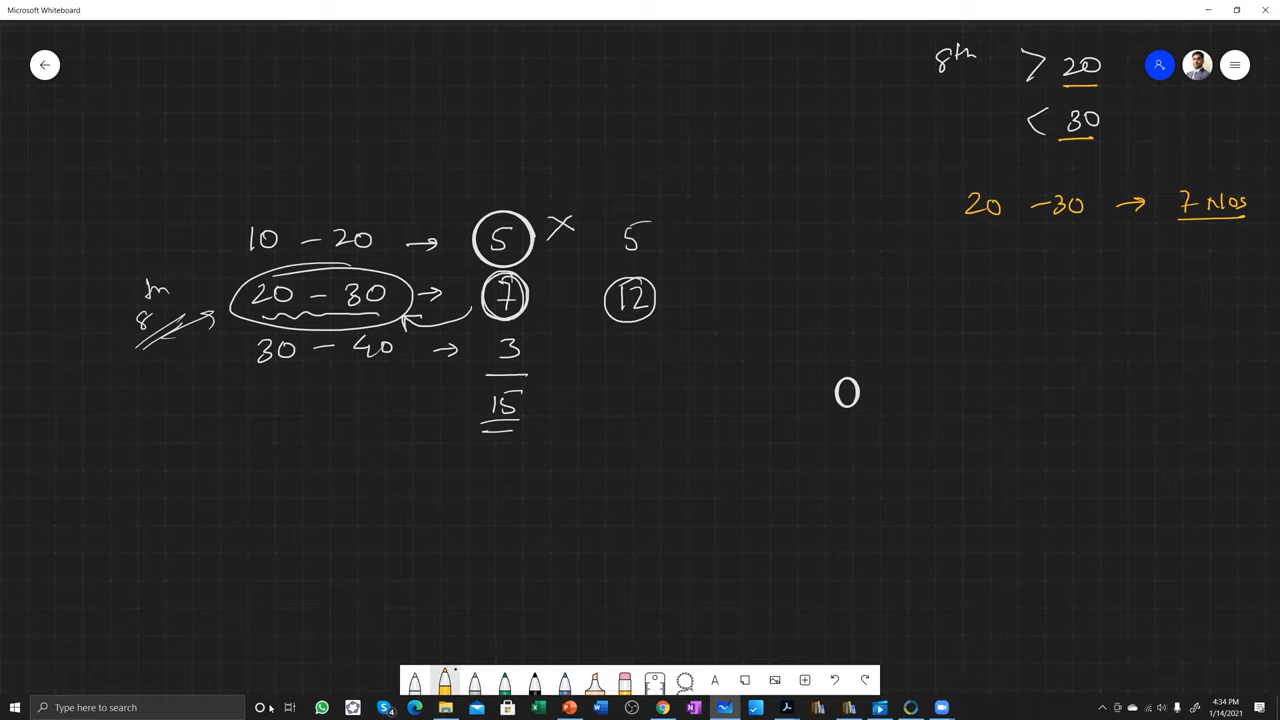 Microsoft Whiteboard
8th > 20
< 30
20 - 30 → 7 Nos
10 - 20 → 5 × 5
8 20 - 30 → 7 12
30 - 40 → 3
15
0
A
Type here to search
4:34 PM
1/14/2021